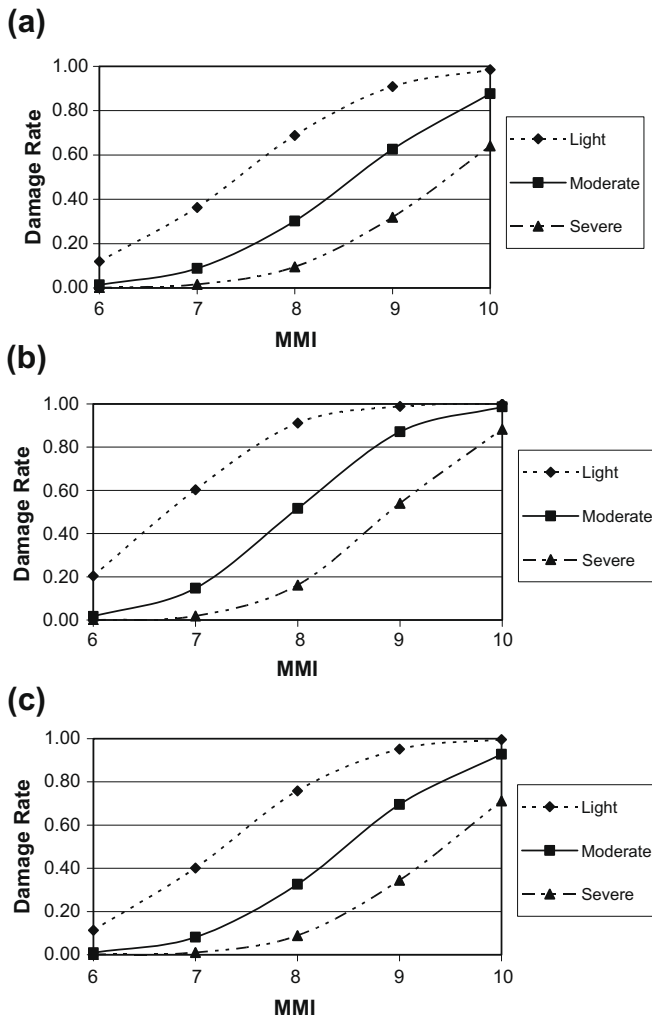 (a)
1.00
0.80
0.60
0.40
0.20
0.00
Damage Rate
6 7 8 9 10
MMI
Light
Moderate
Severe
(b)
1.00
0.80
0.60
0.40
0.20
0.00
Damage Rate
6 7 8 9 10
MMI
Light
Moderate
Severe
(c)
1.00
0.80
0.60
0.40
0.20
0.00
Damage Rate
6 7 8 9 10
MMI
Light
Moderate
Severe